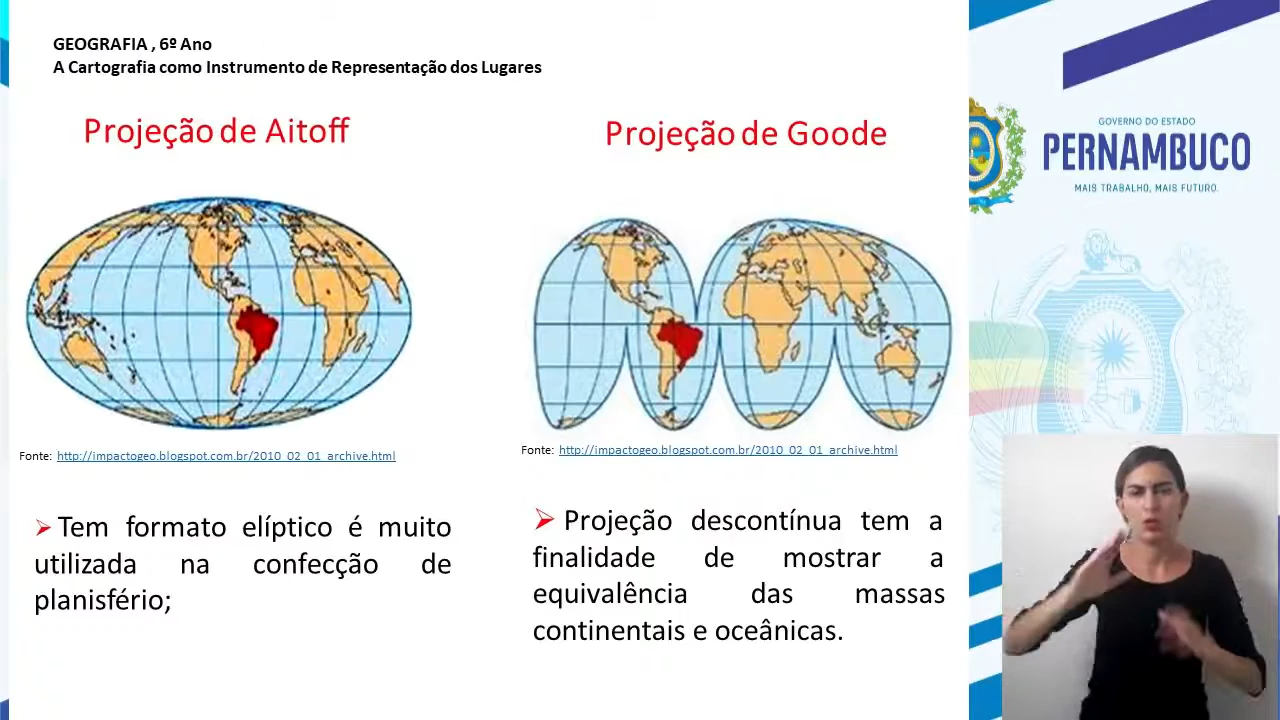 GEOGRAFIA , 6º Ano
A Cartografia como Instrumento de Representação dos Lugares
Projeção de Aitoff
Fonte: http://impactogeo.blogspot.com.br/2010_02_01_archive.html
Tem formato elíptico é muito
utilizada na confecção de
planisfério;
Projeção de Goode
Fonte: http://impactogeo.blogspot.com.br/2010_02_01_archive.html
Projeção descontínua tem a
finalidade de mostrar a
equivalência das massas
continentais e oceânicas.
GOVERNO DO ESTADO
PERNAMBUCO
MAIS TRABALHO, MAIS FUTURO.